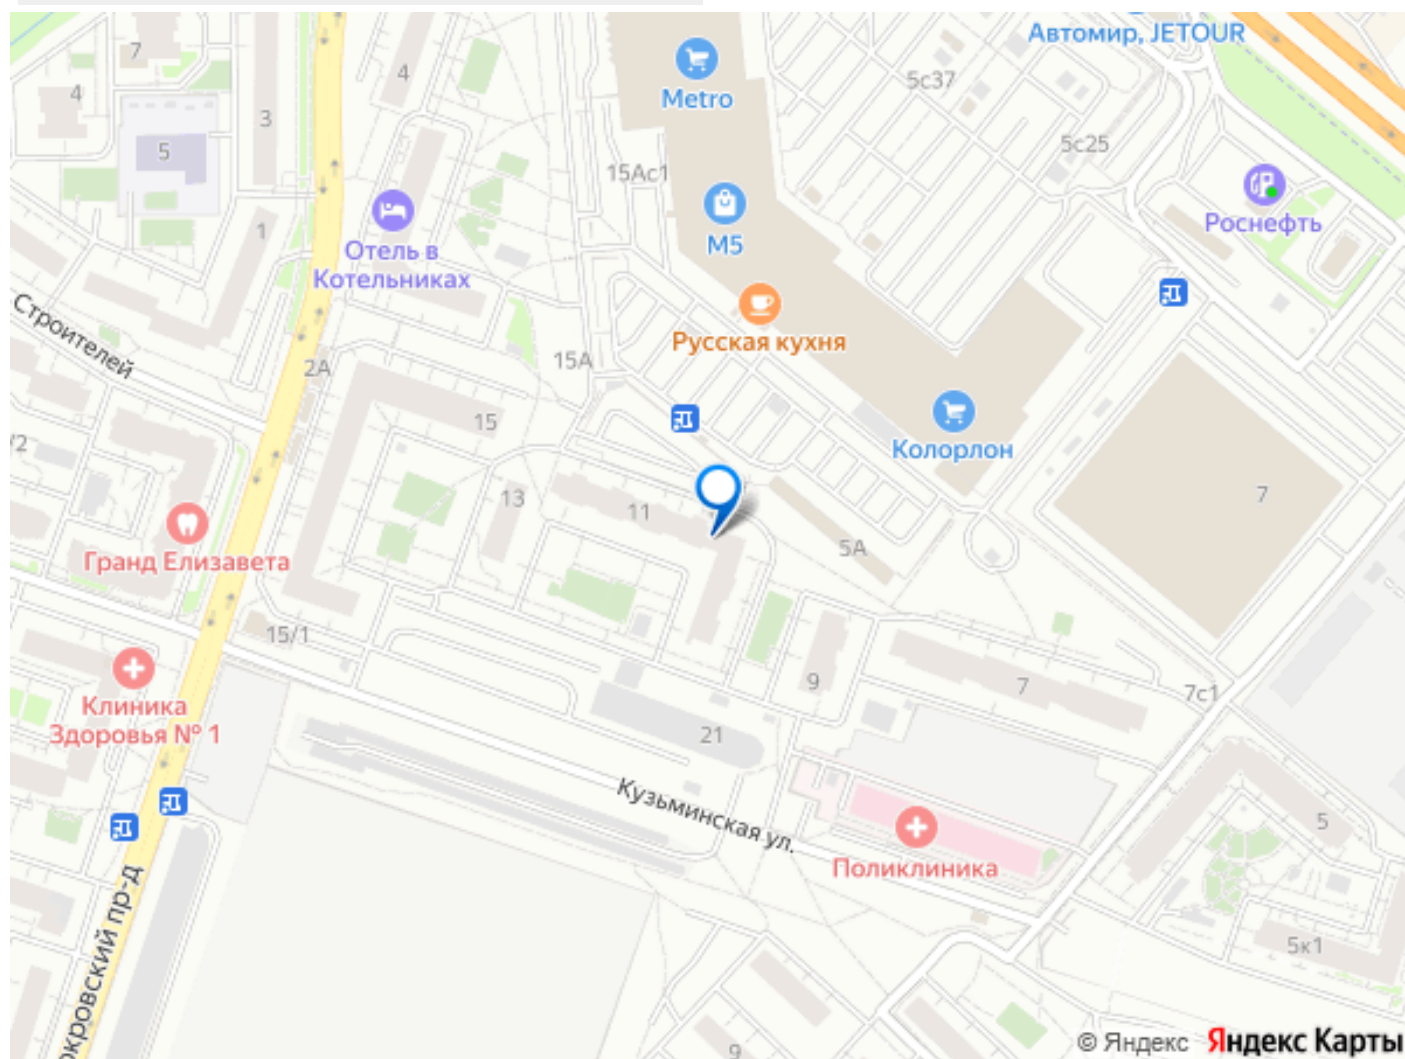 Автомир, JETOUR
7
4
4
Metro
5с37
3
5
5с25
15Ас1
Роснефть
1
М5
Отель в
Котельниках
Строителей
Русская кухня
15А
2А
15
/2
Колорлон
13
11
7
5А
Гранд Елизавета
15/1
9
7
7с1
Клиника
Здоровья № 1
21
Кузьминская ул.
5
Поликлиника
окровский пр-д
5к1
9
© Яндекс Яндекс Карты